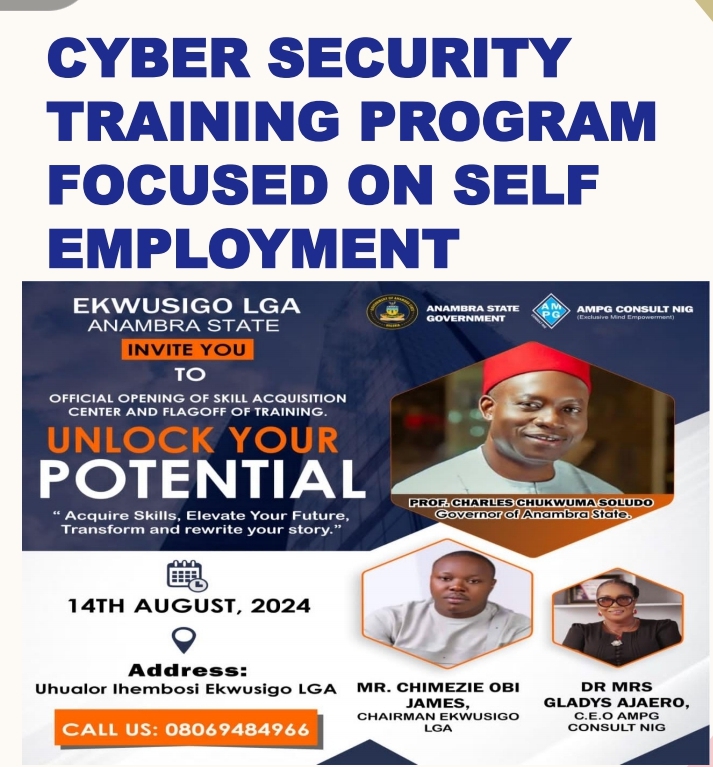 CYBER SECURITY
TRAINING PROGRAM
FOCUSED ON SELF
EMPLOYMENT
EKWUSIGO LGA
ANAMBRA STATE
INVITE YOU
TO
OFFICIAL OPENING OF SKILL ACQUISITION
CENTER AND FLAGOFF OF TRAINING.
UNLOCK YOUR
POTENTIAL
“ Acquire Skills, Elevate Your Future,
Transform and rewrite your story.”
ANAMBRA STATE
GOVERNMENT
AM
PG
AMPG CONSULT NIG
(Exclusive Mind Empowerment)
PROF. CHARLES CHUKWUMA SOLUDO
Governor of Anambra State.
14TH AUGUST, 2024
Address:
Uhualor Ihembosi Ekwusigo LGA
CALL US: 08069484966
MR. CHIMEZIE OBI
JAMES,
CHAIRMAN EKWUSIGO
LGA
DR MRS
GLADYS AJAERO,
C.E.O AMPG
CONSULT NIG